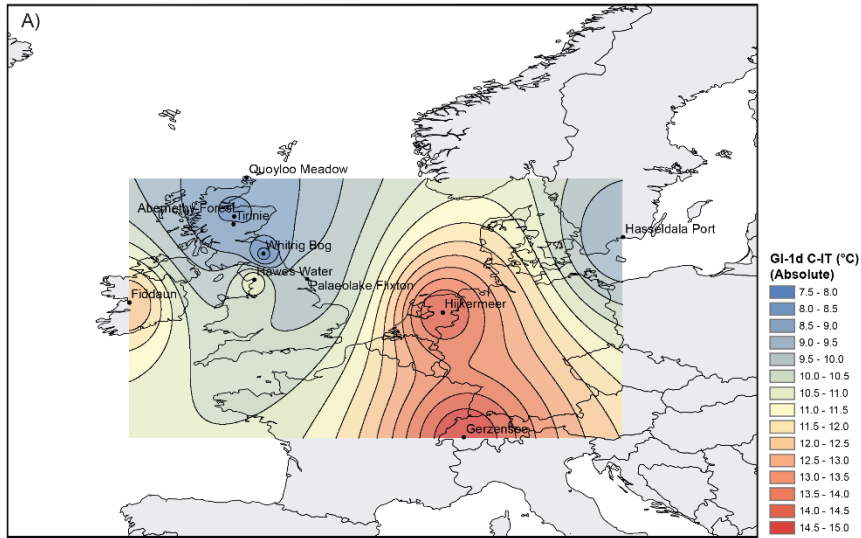 A)
Quoyloo Meadow
Abernethy Forest
Tirinie
Hasseldala Port
Whitrig Bog
Hawes Water
Palaeolake Flixton
Fiddaun
Hijkermeer
Gerzensee
GI-1d C-IT (°C)
(Absolute)
7.5 - 8.0
8.0 - 8.5
8.5 - 9.0
9.0 - 9.5
9.5 - 10.0
10.0 - 10.5
10.5 - 11.0
11.0 - 11.5
11.5 - 12.0
12.0 - 12.5
12.5 - 13.0
13.0 - 13.5
13.5 - 14.0
14.0 - 14.5
14.5 - 15.0